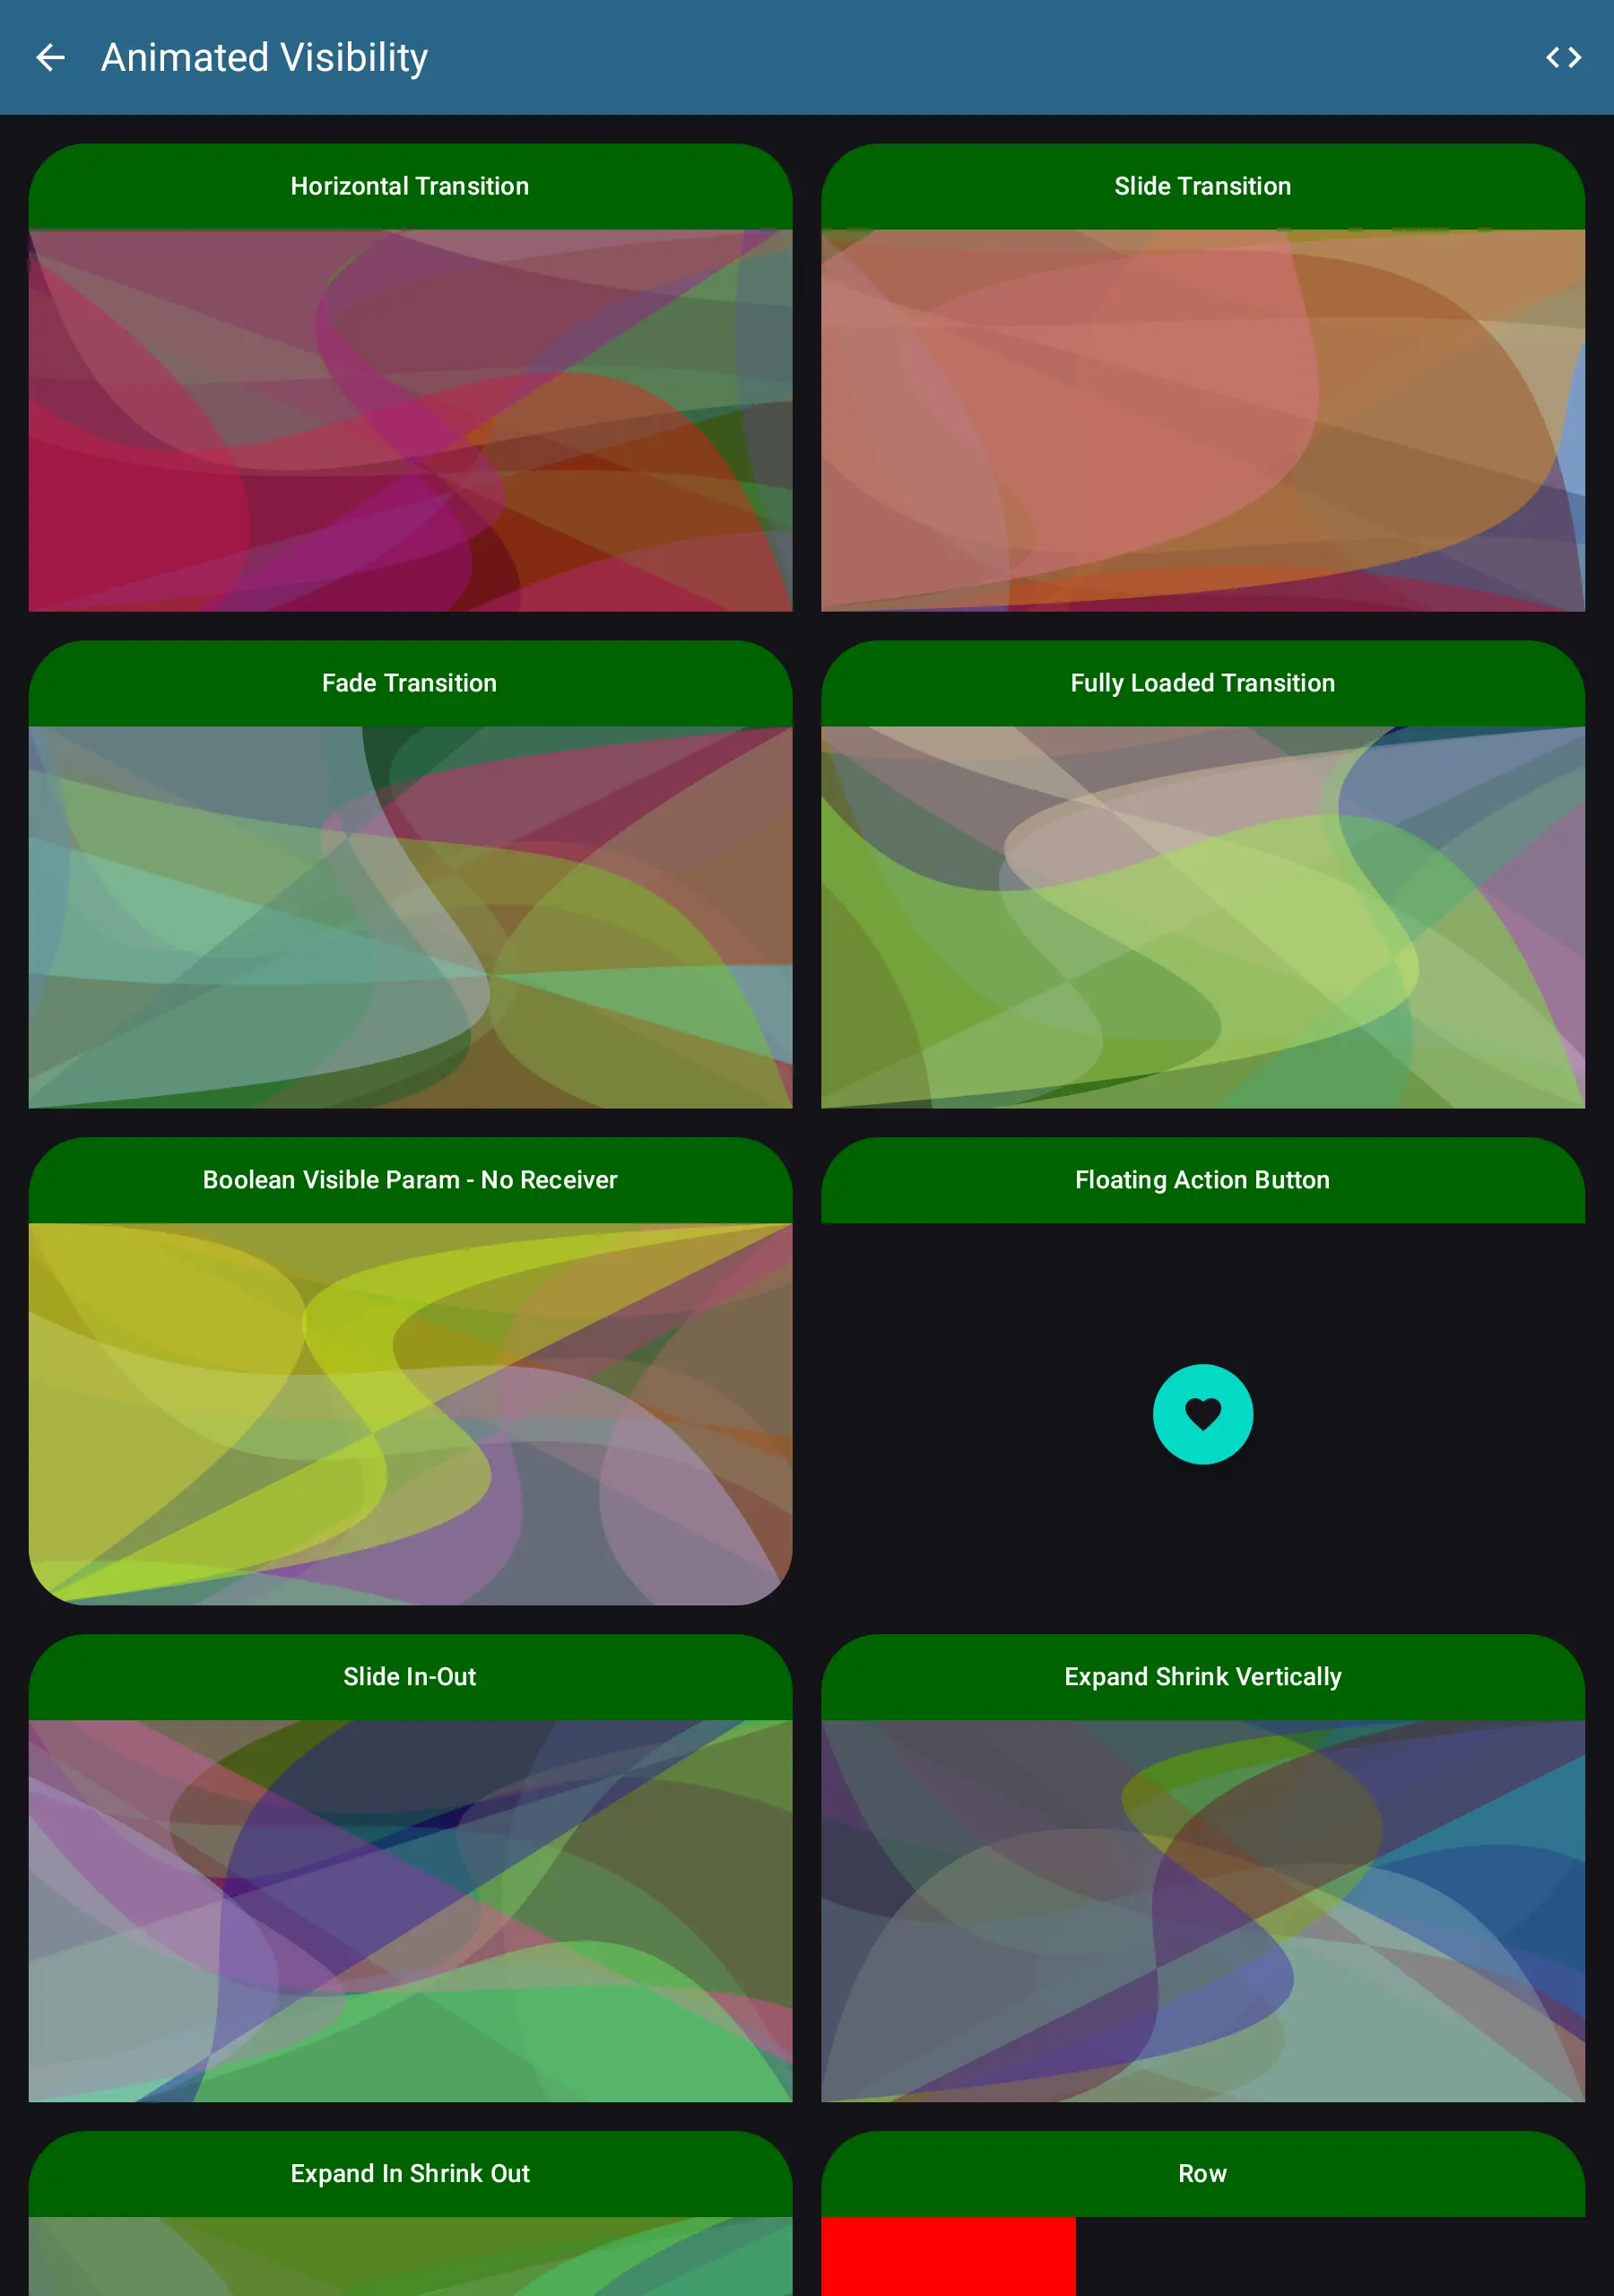 Animated Visibility
Horizontal Transition
Slide Transition
Fade Transition
Fully Loaded Transition
Boolean Visible Param - No Receiver
Floating Action Button
Slide In-Out
Expand Shrink Vertically
Expand In Shrink Out
Row